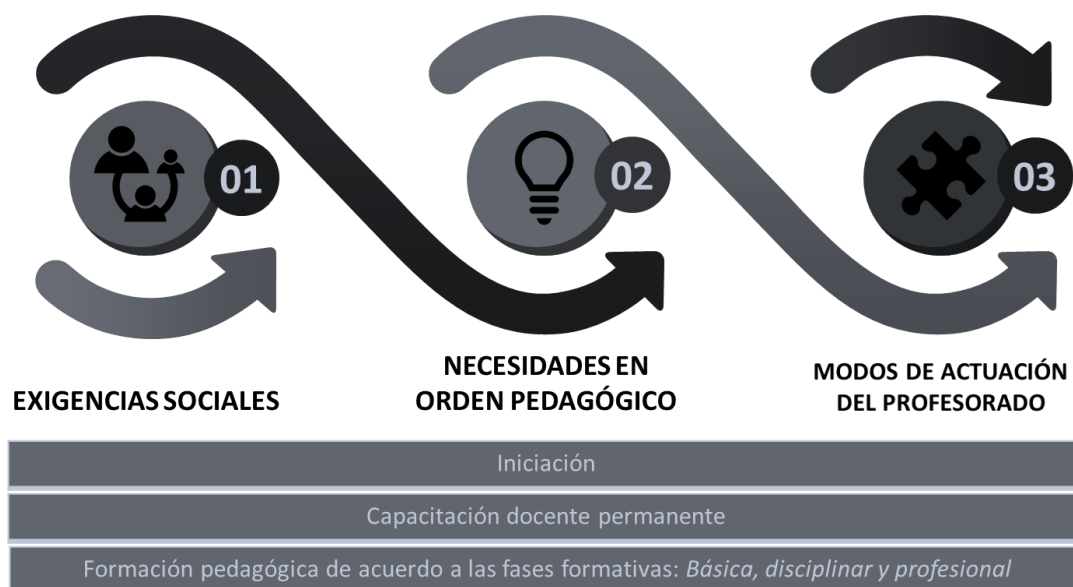 01
02
03
EXIGENCIAS SOCIALES
NECESIDADES EN
ORDEN PEDAGÓGICO
MODOS DE ACTUACIÓN
DEL PROFESORADO
Iniciación
Capacitación docente permanente
Formación pedagógica de acuerdo a las fases formativas: Básica, disciplinar y profesional